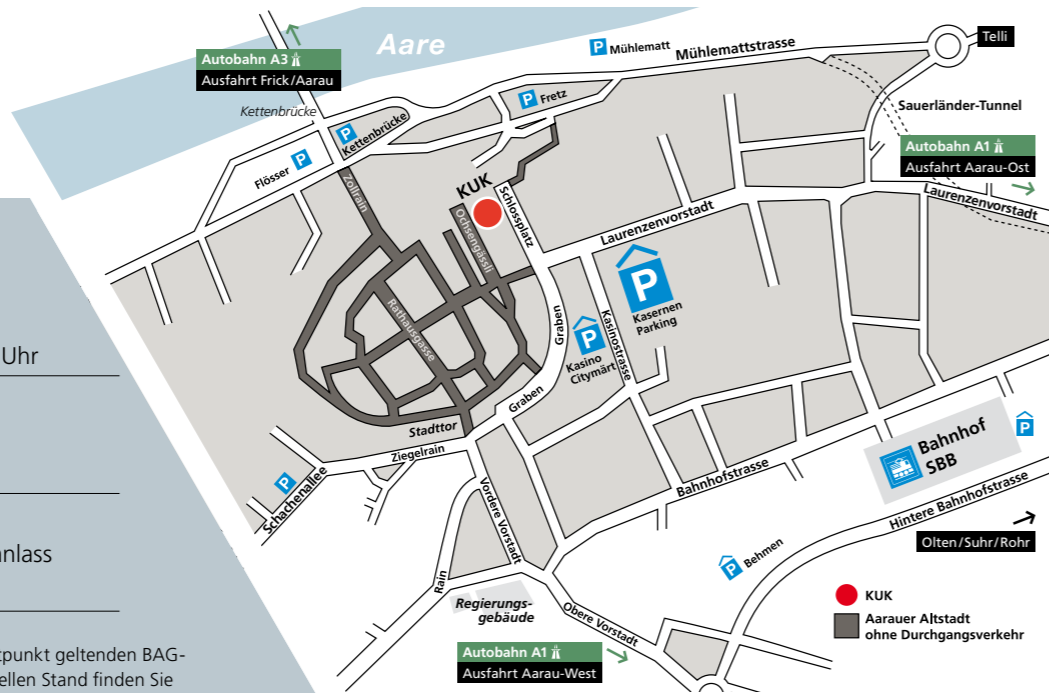 Aare
Autobahn A3
Ausfahrt Frick/Aarau
Kettenbrücke
P
Mühlematt
Mühlemattstrasse
Telli
P
Fretz
P
Kettenbrücke
Flösser
P
Sauerländer-Tunnel
Autobahn A1
Ausfahrt Aarau-Ost
Laurenzenvorstadt
Zollrain
KUK
Schlossplatz
Ochsengässli
Laurenzenvorstadt
P
Kasernen
Parking
Rathausgasse
Graben
P
Kasino
Citymärt
Kasinostrasse
Graben
Stadttor
Ziegelrain
P
Schachenallee
Vordere Vorstadt
Bahnhofstrasse
Bahnhof
SBB
P
Hintere Bahnhofstrasse
Olten/Suhr/Rohr
P
Behmen
Rain
Regierungs-
gebäude
Obere Vorstadt
Autobahn A1
Ausfahrt Aarau-West
KUK
Aarauer Altstadt
ohne Durchgangsverkehr
Uhr
nlass
tpunkt geltenden BAG-
ellen Stand finden Sie